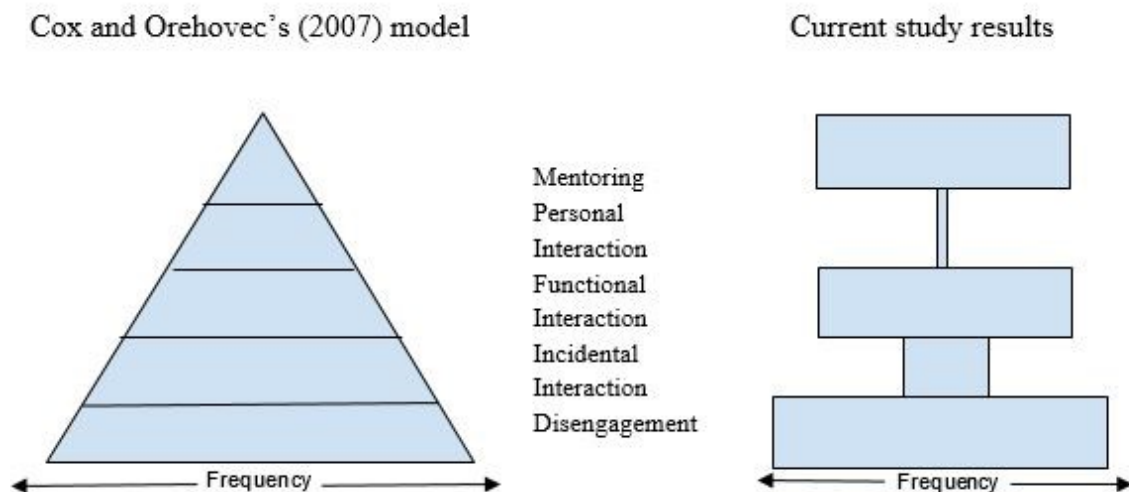 Cox and Orehovec’s (2007) model
Current study results
Mentoring
Personal
Interaction
Functional
Interaction
Incidental
Interaction
Disengagement
Frequency
Frequency